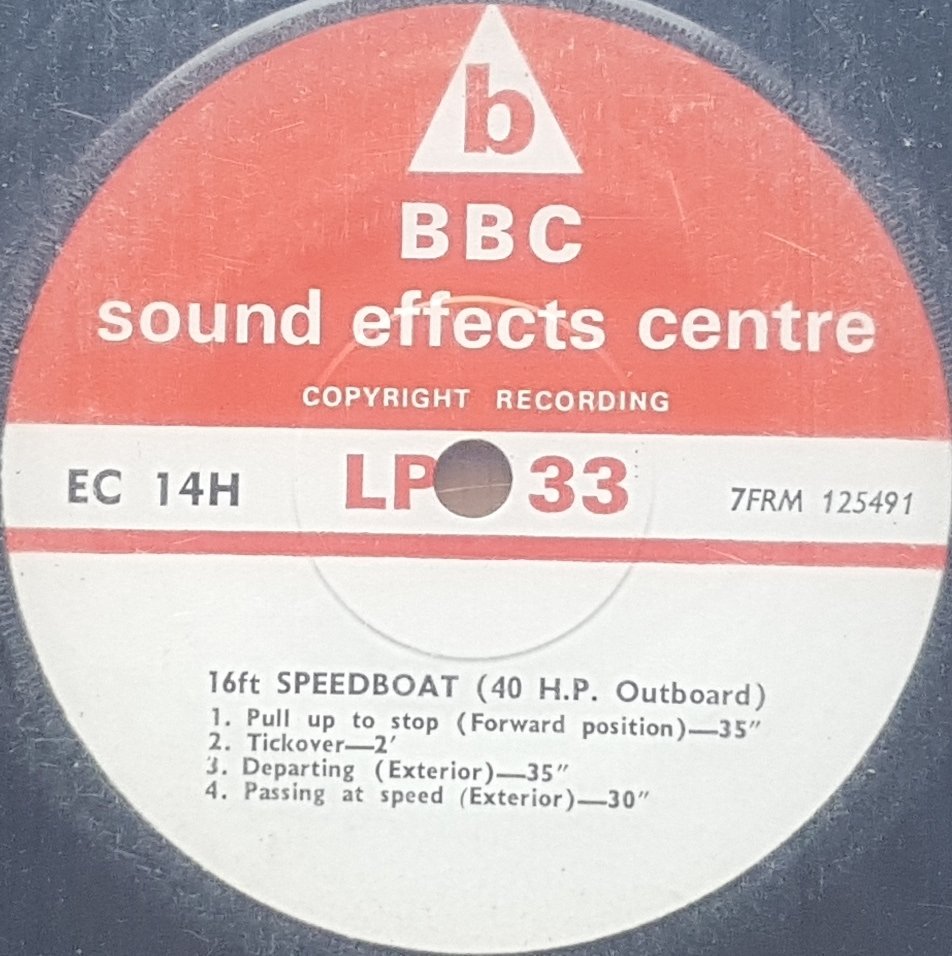 b
BBC
sound effects centre
COPYRIGHT RECORDING
EC 14H LP 33 7FRM 125491
16ft SPEEDBOAT (40 H.P. Outboard)
1. Pull up to stop (Forward position)—35″
2. Tickover—2′
3. Departing (Exterior)—35″
4. Passing at speed (Exterior)—30″